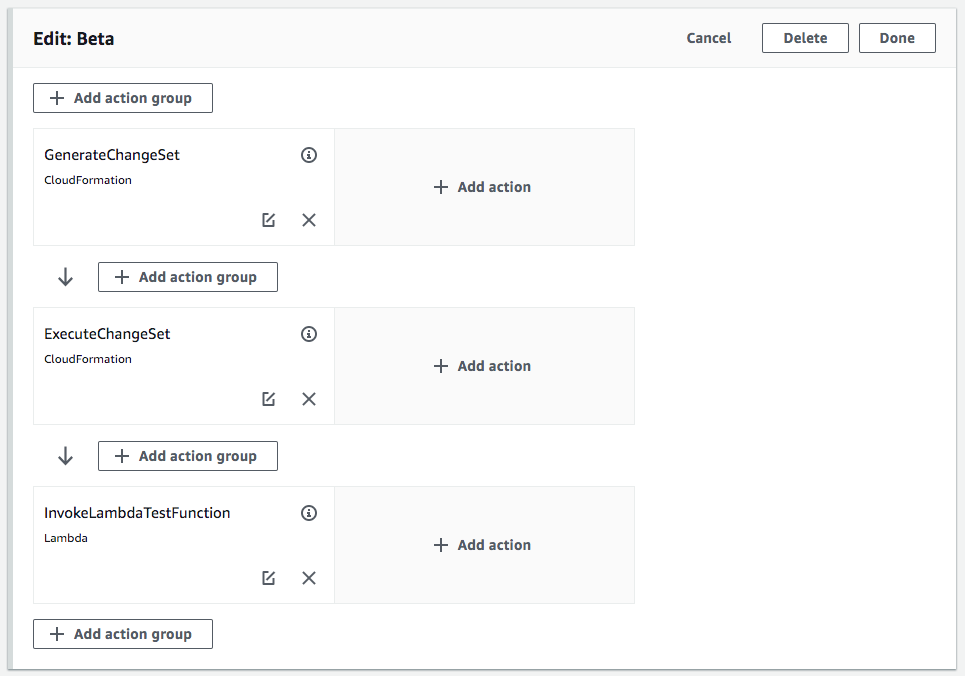 Edit: Beta
Cancel
Delete
Done
Add action group
GenerateChangeSet
CloudFormation
Add action
Add action group
ExecuteChangeSet
CloudFormation
Add action
Add action group
InvokeLambdaTestFunction
Lambda
Add action
Add action group